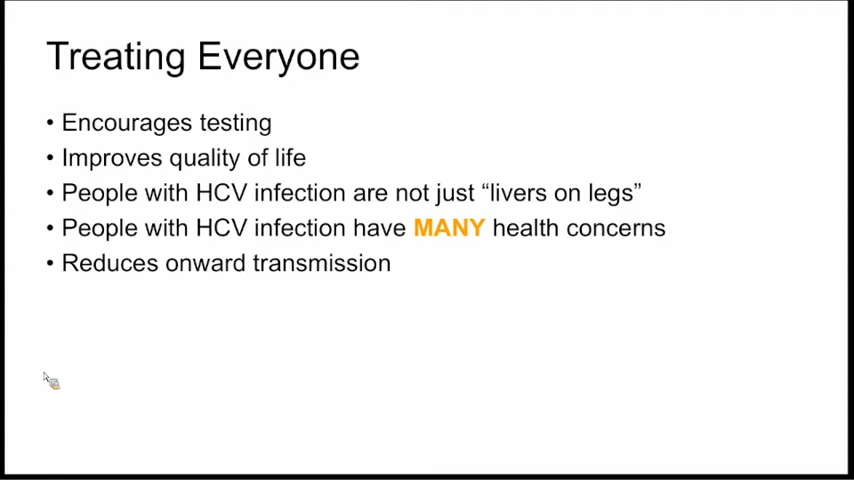 Treating Everyone
• Encourages testing
• Improves quality of life
• People with HCV infection are not just “livers on legs”
• People with HCV infection have MANY health concerns
• Reduces onward transmission